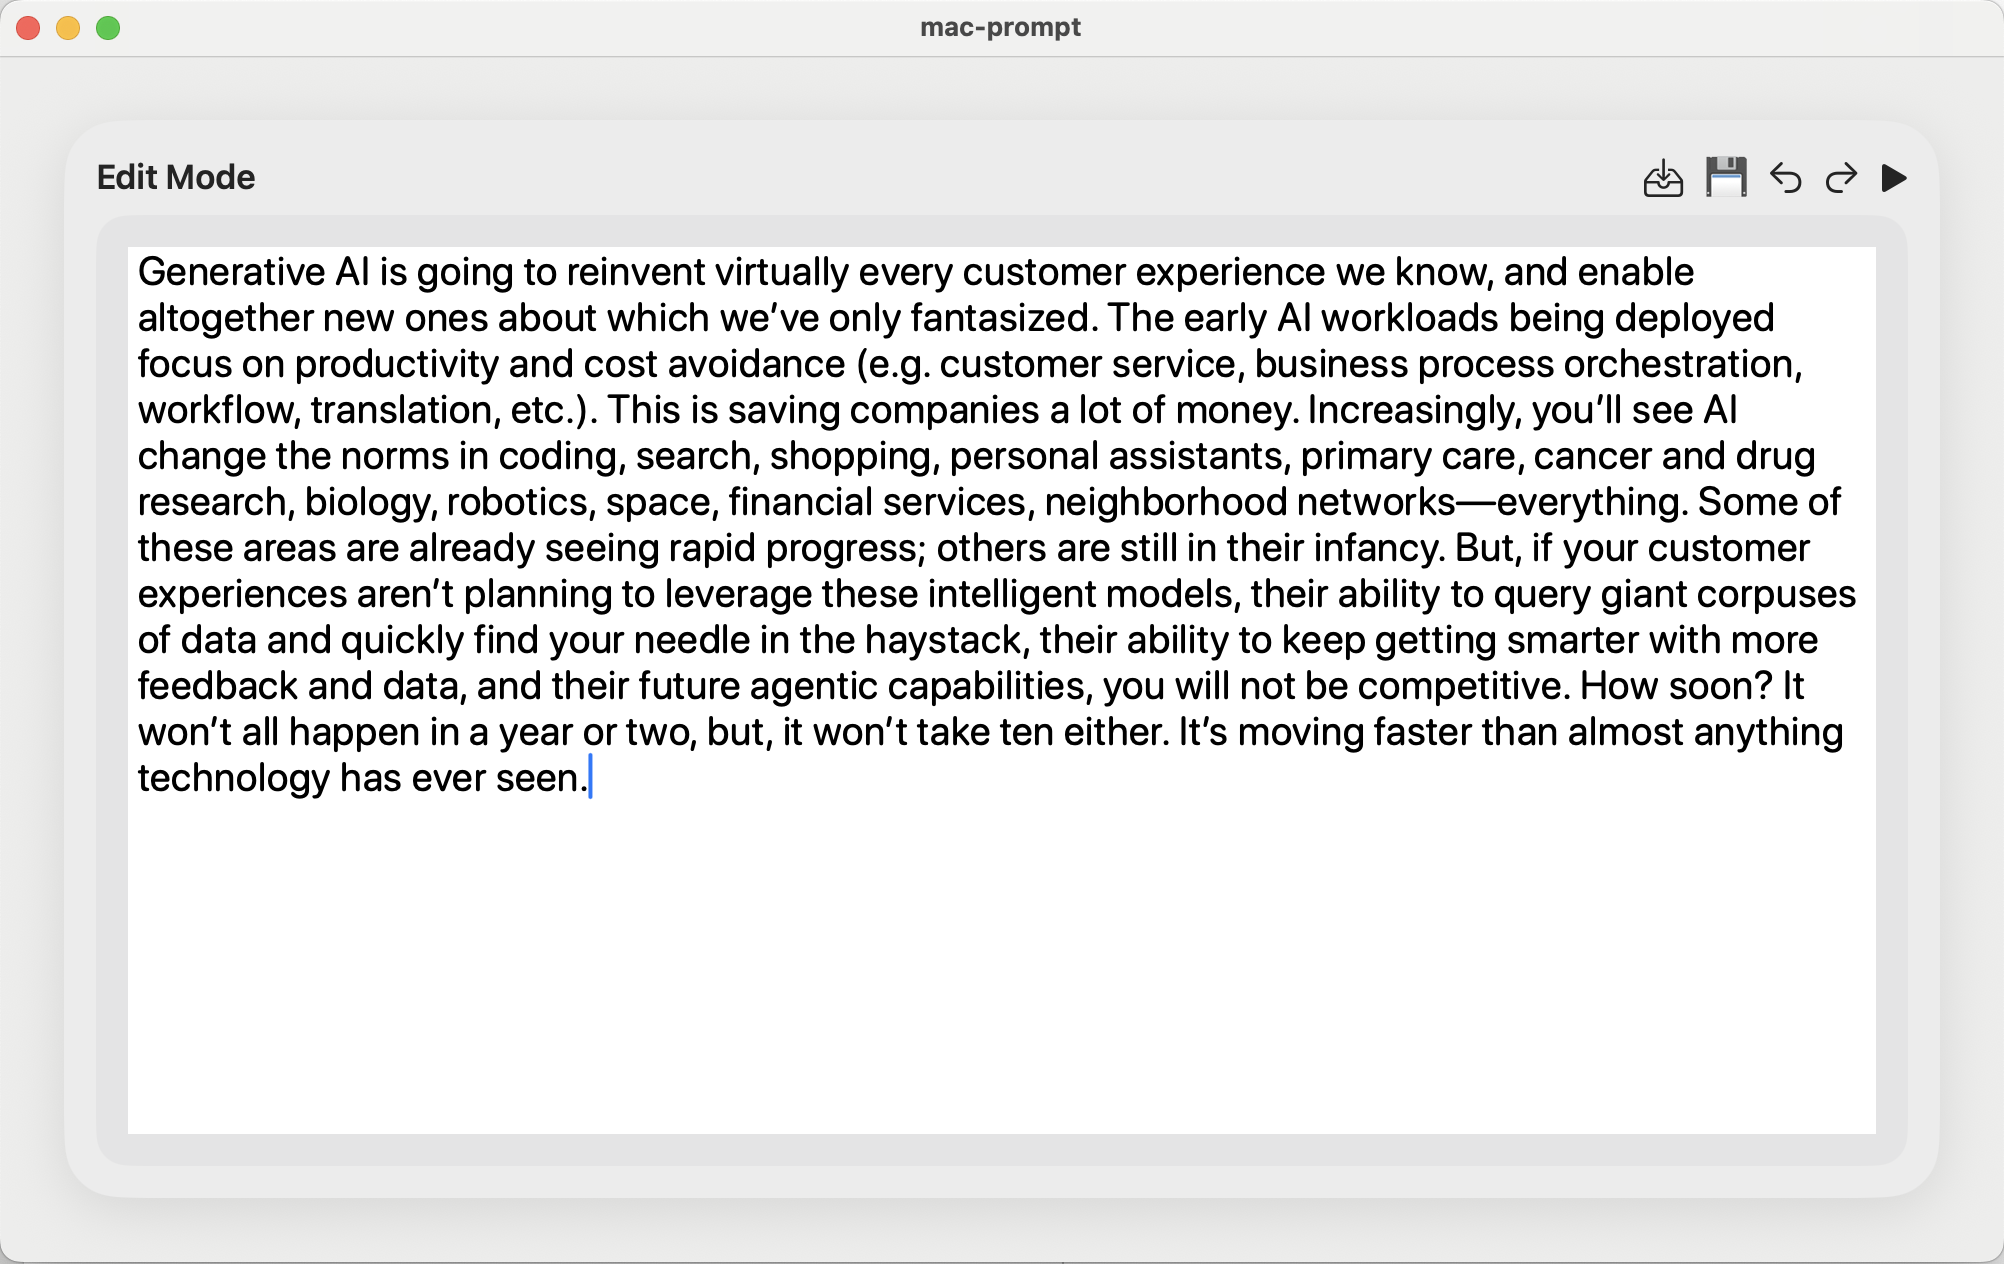 mac-prompt
Edit Mode
Generative AI is going to reinvent virtually every customer experience we know, and enable
altogether new ones about which we’ve only fantasized. The early AI workloads being deployed
focus on productivity and cost avoidance (e.g. customer service, business process orchestration,
workflow, translation, etc.). This is saving companies a lot of money. Increasingly, you’ll see AI
change the norms in coding, search, shopping, personal assistants, primary care, cancer and drug
research, biology, robotics, space, financial services, neighborhood networks—everything. Some of
these areas are already seeing rapid progress; others are still in their infancy. But, if your customer
experiences aren’t planning to leverage these intelligent models, their ability to query giant corpuses
of data and quickly find your needle in the haystack, their ability to keep getting smarter with more
feedback and data, and their future agentic capabilities, you will not be competitive. How soon? It
won’t all happen in a year or two, but, it won’t take ten either. It’s moving faster than almost anything
technology has ever seen.